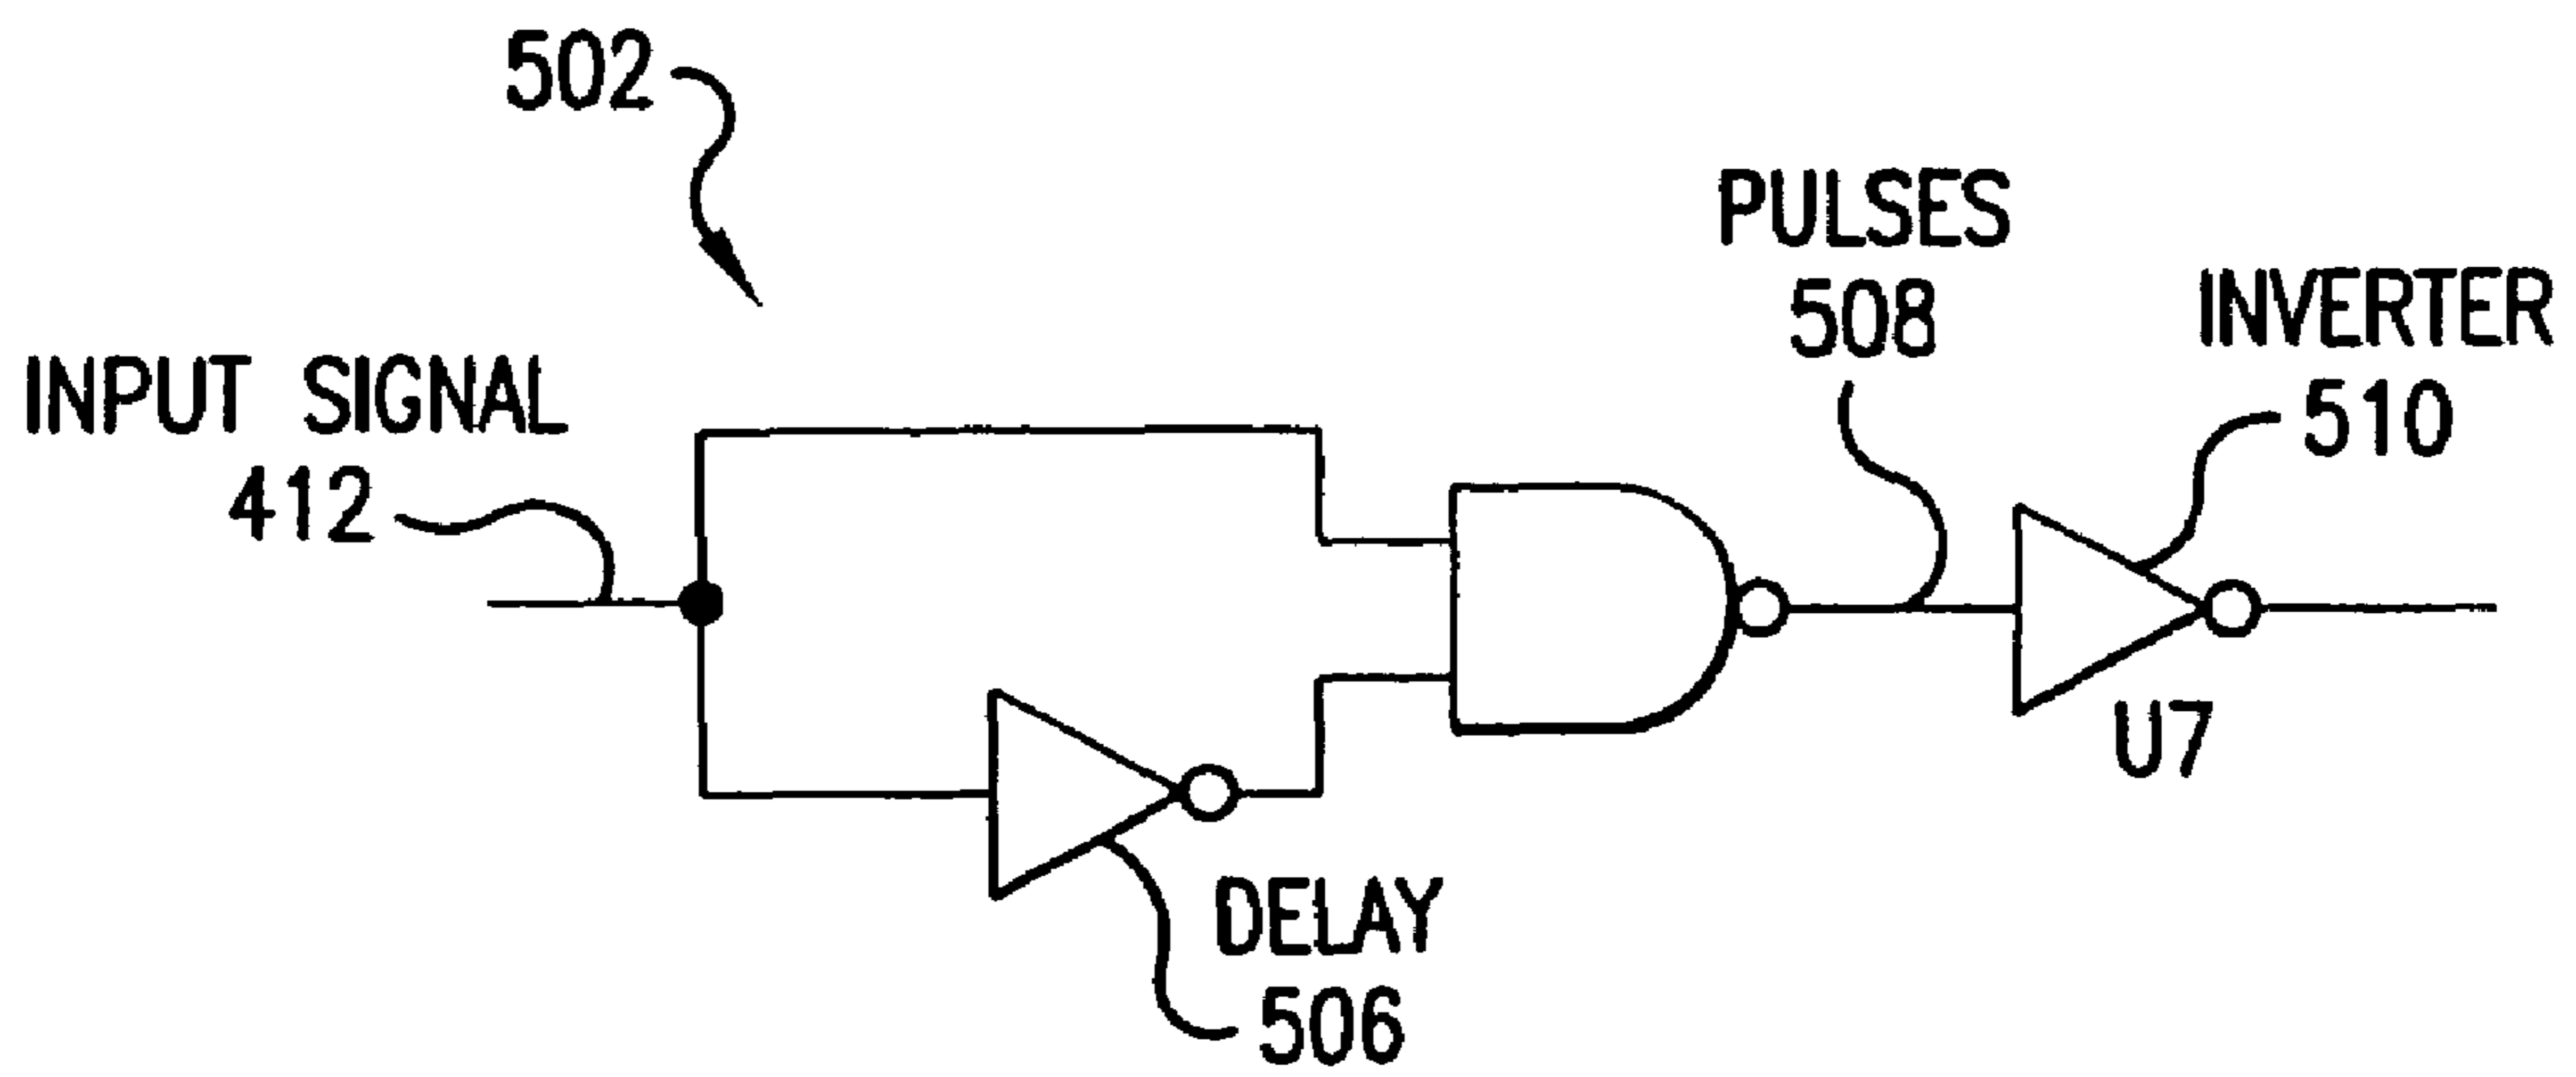 502
PULSES
508
INVERTER
510
INPUT SIGNAL
412
U7
DELAY
506